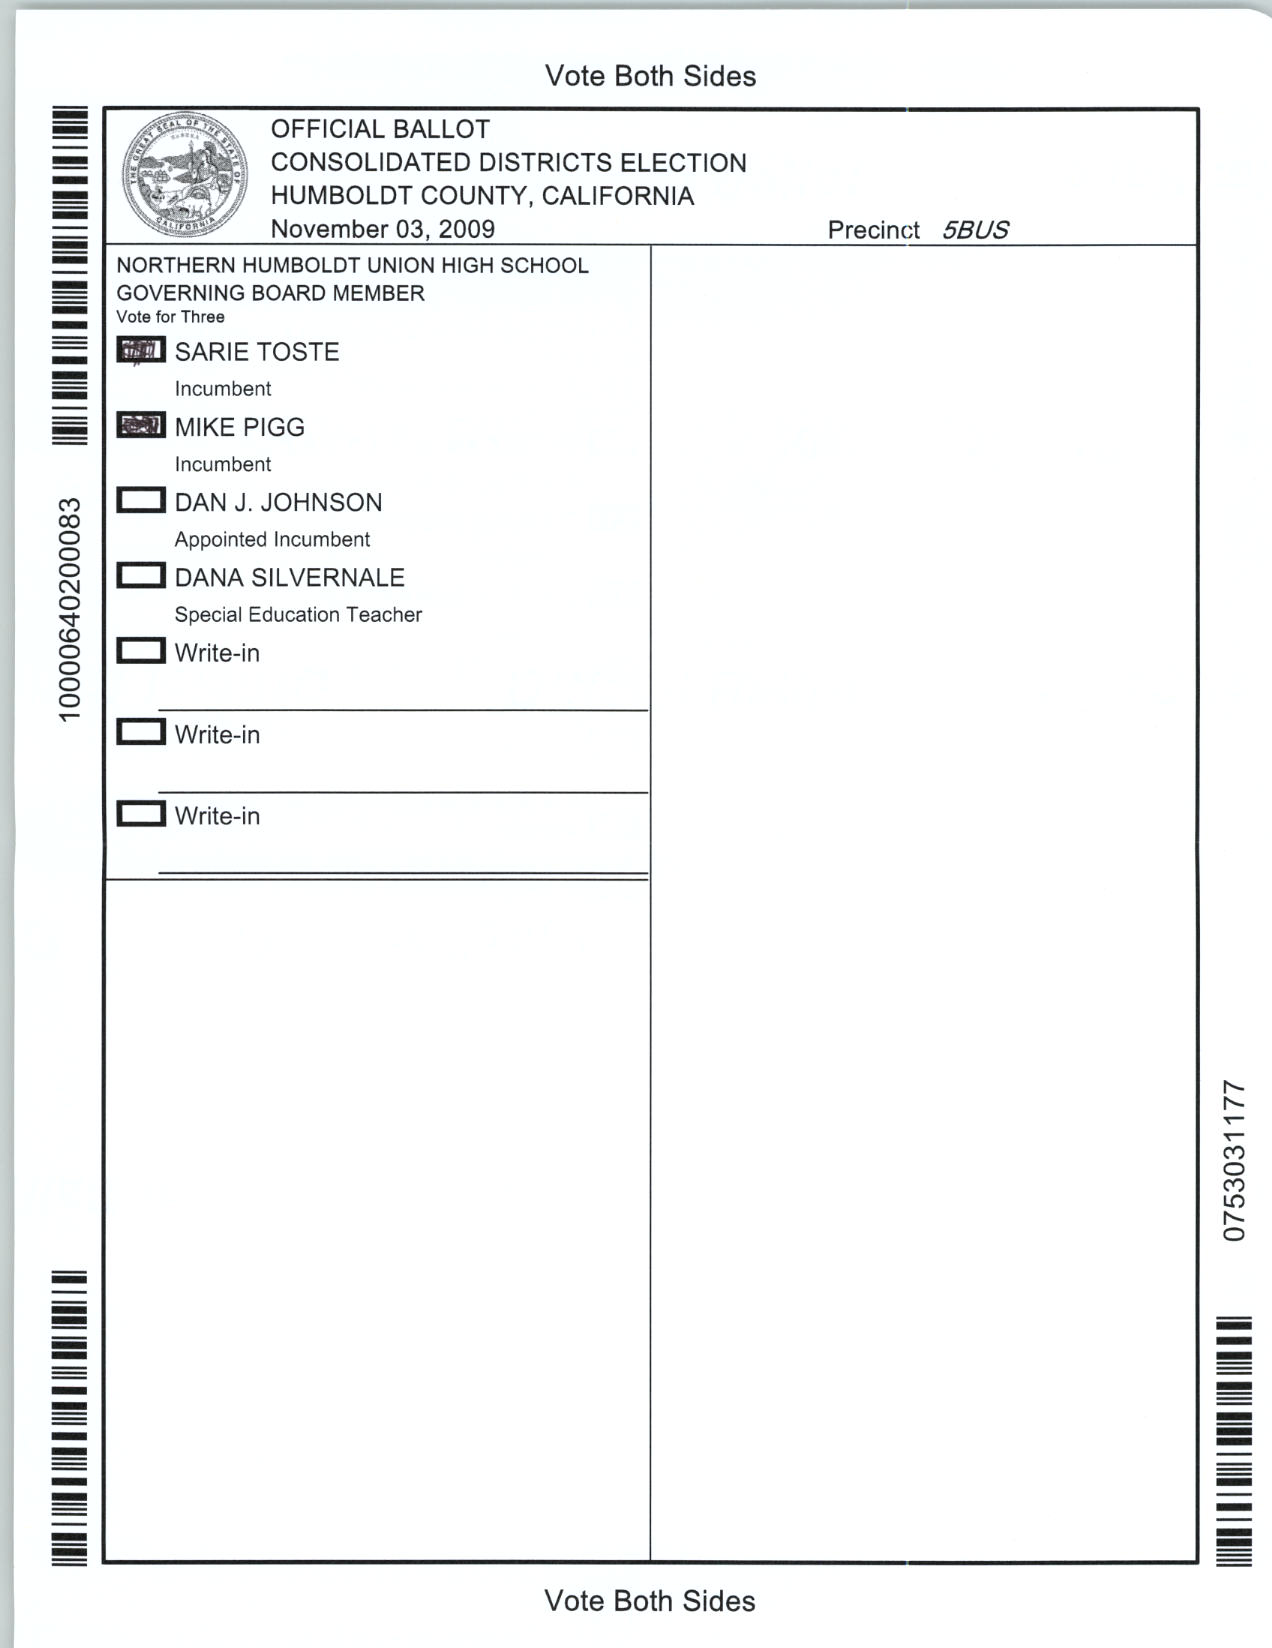 Vote Both Sides
THE GREAT SEAL OF THE STATE OF CALIFORNIA
EUREKA
OFFICIAL BALLOT
CONSOLIDATED DISTRICTS ELECTION
HUMBOLDT COUNTY, CALIFORNIA
November 03, 2009
Precinct 5BUS
NORTHERN HUMBOLDT UNION HIGH SCHOOL
GOVERNING BOARD MEMBER
Vote for Three
SARIE TOSTE
Incumbent
MIKE PIGG
Incumbent
DAN J. JOHNSON
Appointed Incumbent
DANA SILVERNALE
Special Education Teacher
Write-in
Write-in
Write-in
10000640200083
0753031177
Vote Both Sides